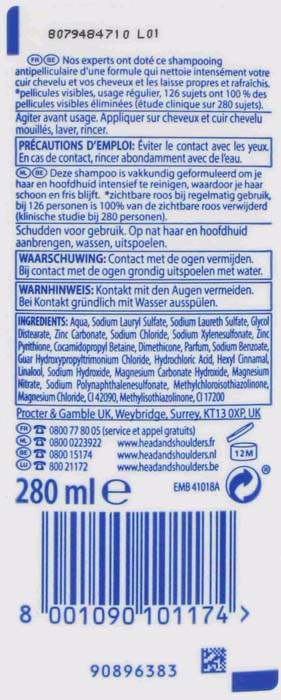 8079484710 L01
FR BE Nos experts ont doté ce shampooing
antipelliculaire d'une formule qui nettoie intensément votre
cuir chevelu et vos cheveux et les laisse propres et rafraîchis.
*pellicules visibles, usage régulier, 126 sujets ont 100 % des
pellicules visibles éliminées (étude clinique sur 280 sujets).
Agiter avant usage. Appliquer sur cheveux et cuir chevelu
mouillés, laver, rincer.
PRÉCAUTIONS D'EMPLOI: Éviter le contact avec les yeux.
En cas de contact, rincer abondamment avec de l'eau.
NL BE Deze shampoo is vakkundig geformuleerd om je
haar en hoofdhuid intensief te reinigen, waardoor je haar
schoon en fris blijft. *zichtbare roos bij regelmatig gebruik,
bij 126 personen is 100% van de zichtbare roos verwijderd
(klinische studie bij 280 personen).
Schudden voor gebruik. Op nat haar en hoofdhuid
aanbrengen, wassen, uitspoelen.
WAARSCHUWING: Contact met de ogen vermijden.
Bij contact met de ogen grondig uitspoelen met water.
WARNHINWEIS: Kontakt mit den Augen vermeiden.
Bei Kontakt gründlich mit Wasser ausspülen.
INGREDIENTS: Aqua, Sodium Lauryl Sulfate, Sodium Laureth Sulfate, Glycol
Distearate, Zinc Carbonate, Sodium Chloride, Sodium Xylenesulfonate, Zinc
Pyrithione, Cocamidopropyl Betaine, Dimethicone, Parfum, Sodium Benzoate,
Guar Hydroxypropyltrimonium Chloride, Hydrochloric Acid, Hexyl Cinnamal,
Linalool, Sodium Hydroxide, Magnesium Carbonate Hydroxide, Magnesium
Nitrate, Sodium Polynaphthalenesulfonate, Methylchloroisothiazolinone,
Magnesium Chloride, CI 42090, Methylisothiazolinone, CI 17200
Procter & Gamble UK, Weybridge, Surrey, KT13 0XP, UK
FR 0800 77 80 05 (service et appel gratuits)
NL 0800 0223922 www.headandshoulders.fr
BE 0800 15174 www.headandshoulders.nl
LU 800 21172 www.headandshoulders.be
12M
280 ml e
EMB 41018A
®
8 001090 101174 >
90896383